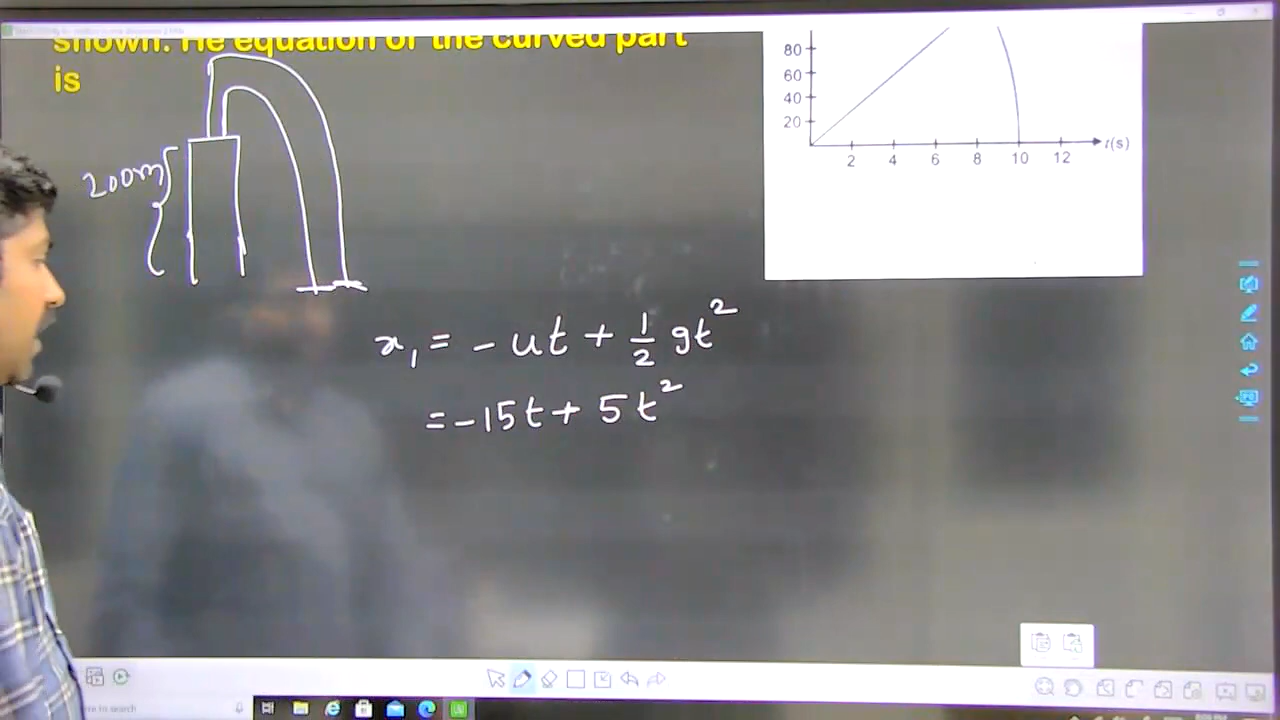 shown. He equation of the curved part
is
200m
x₁ = - ut + 1/2 gt²
= -15t + 5t²
80
60
40
20
2 4 6 8 10 12
t(s)